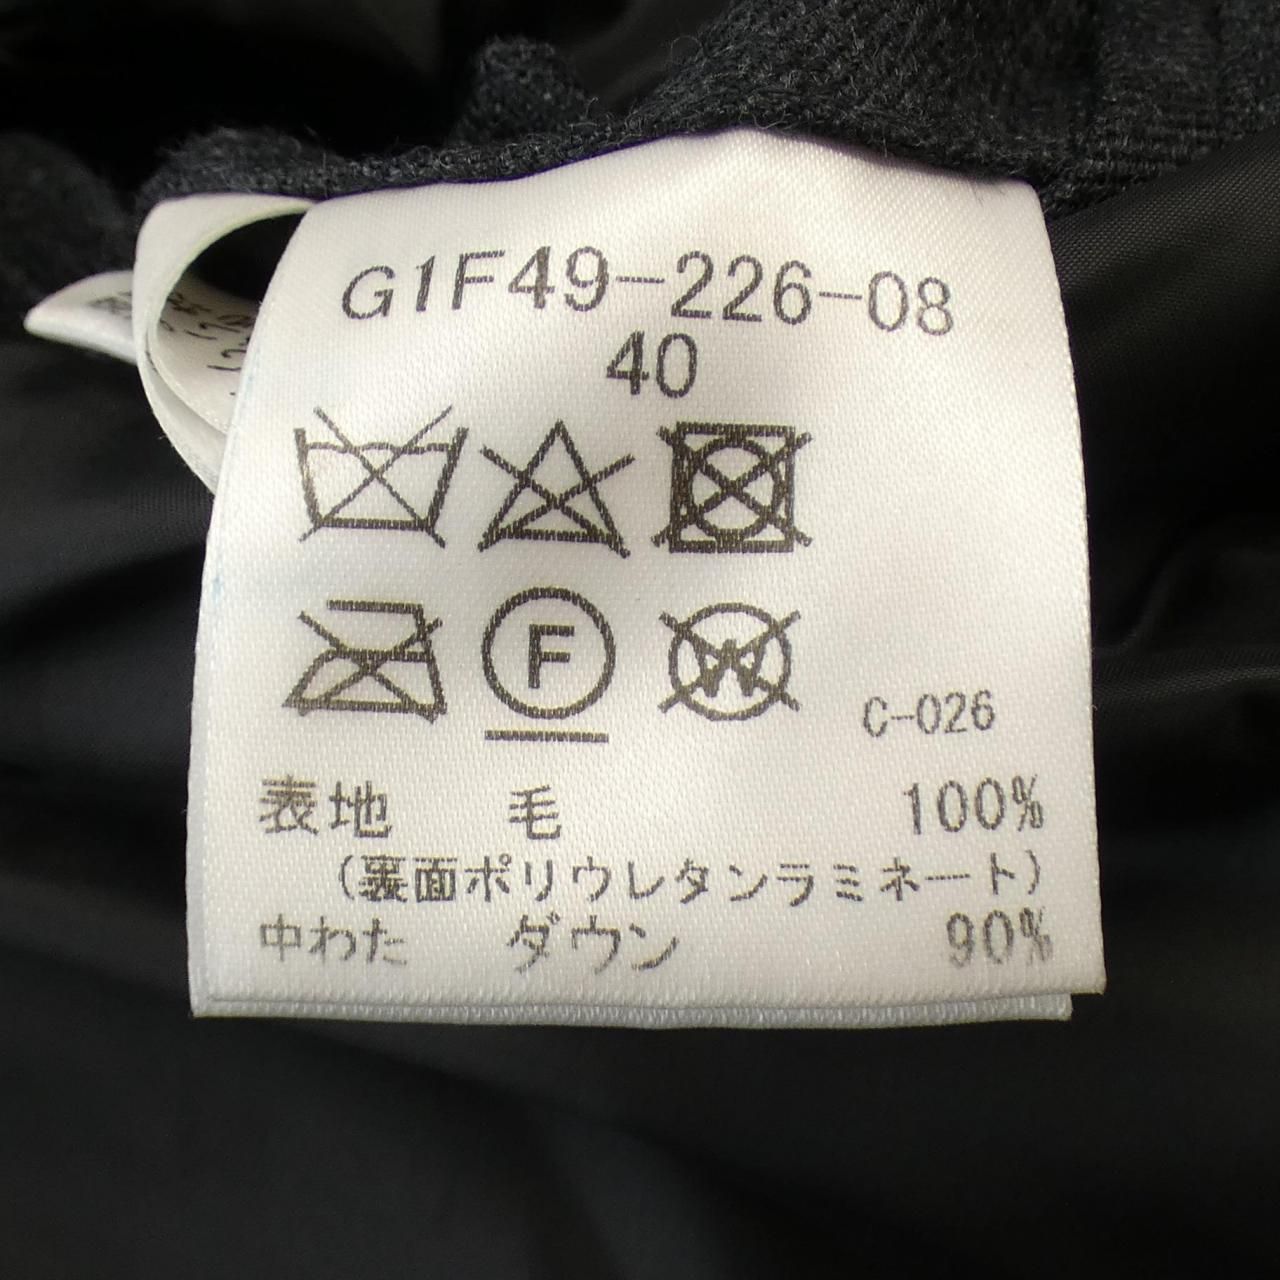 G1F49-226-08
40
F
W
C-026
表地 毛 100%
(裏面ポリウレタンラミネート)
中わた ダウン 90%